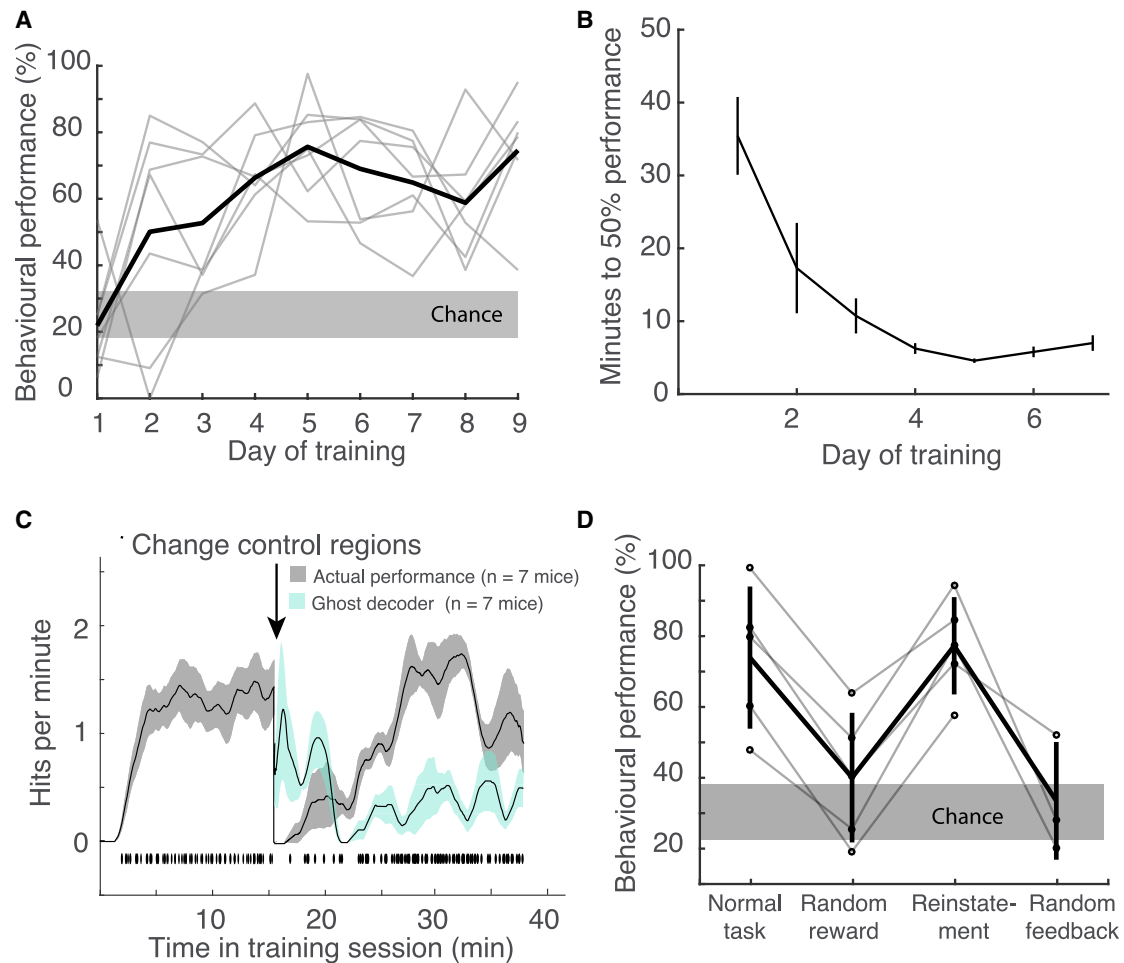 A
Behavioural performance (%)
100
80
60
40
20
0
Chance
1 2 3 4 5 6 7 8 9
Day of training
B
Minutes to 50% performance
50
40
30
20
10
0
2 4 6
Day of training
C
Change control regions
Actual performance (n = 7 mice)
Ghost decoder (n = 7 mice)
Hits per minute
2
1
0
10 20 30 40
Time in training session (min)
D
Behavioural performance (%)
100
80
60
40
20
Chance
Normal Random Reinstate- Random
task reward ment feedback